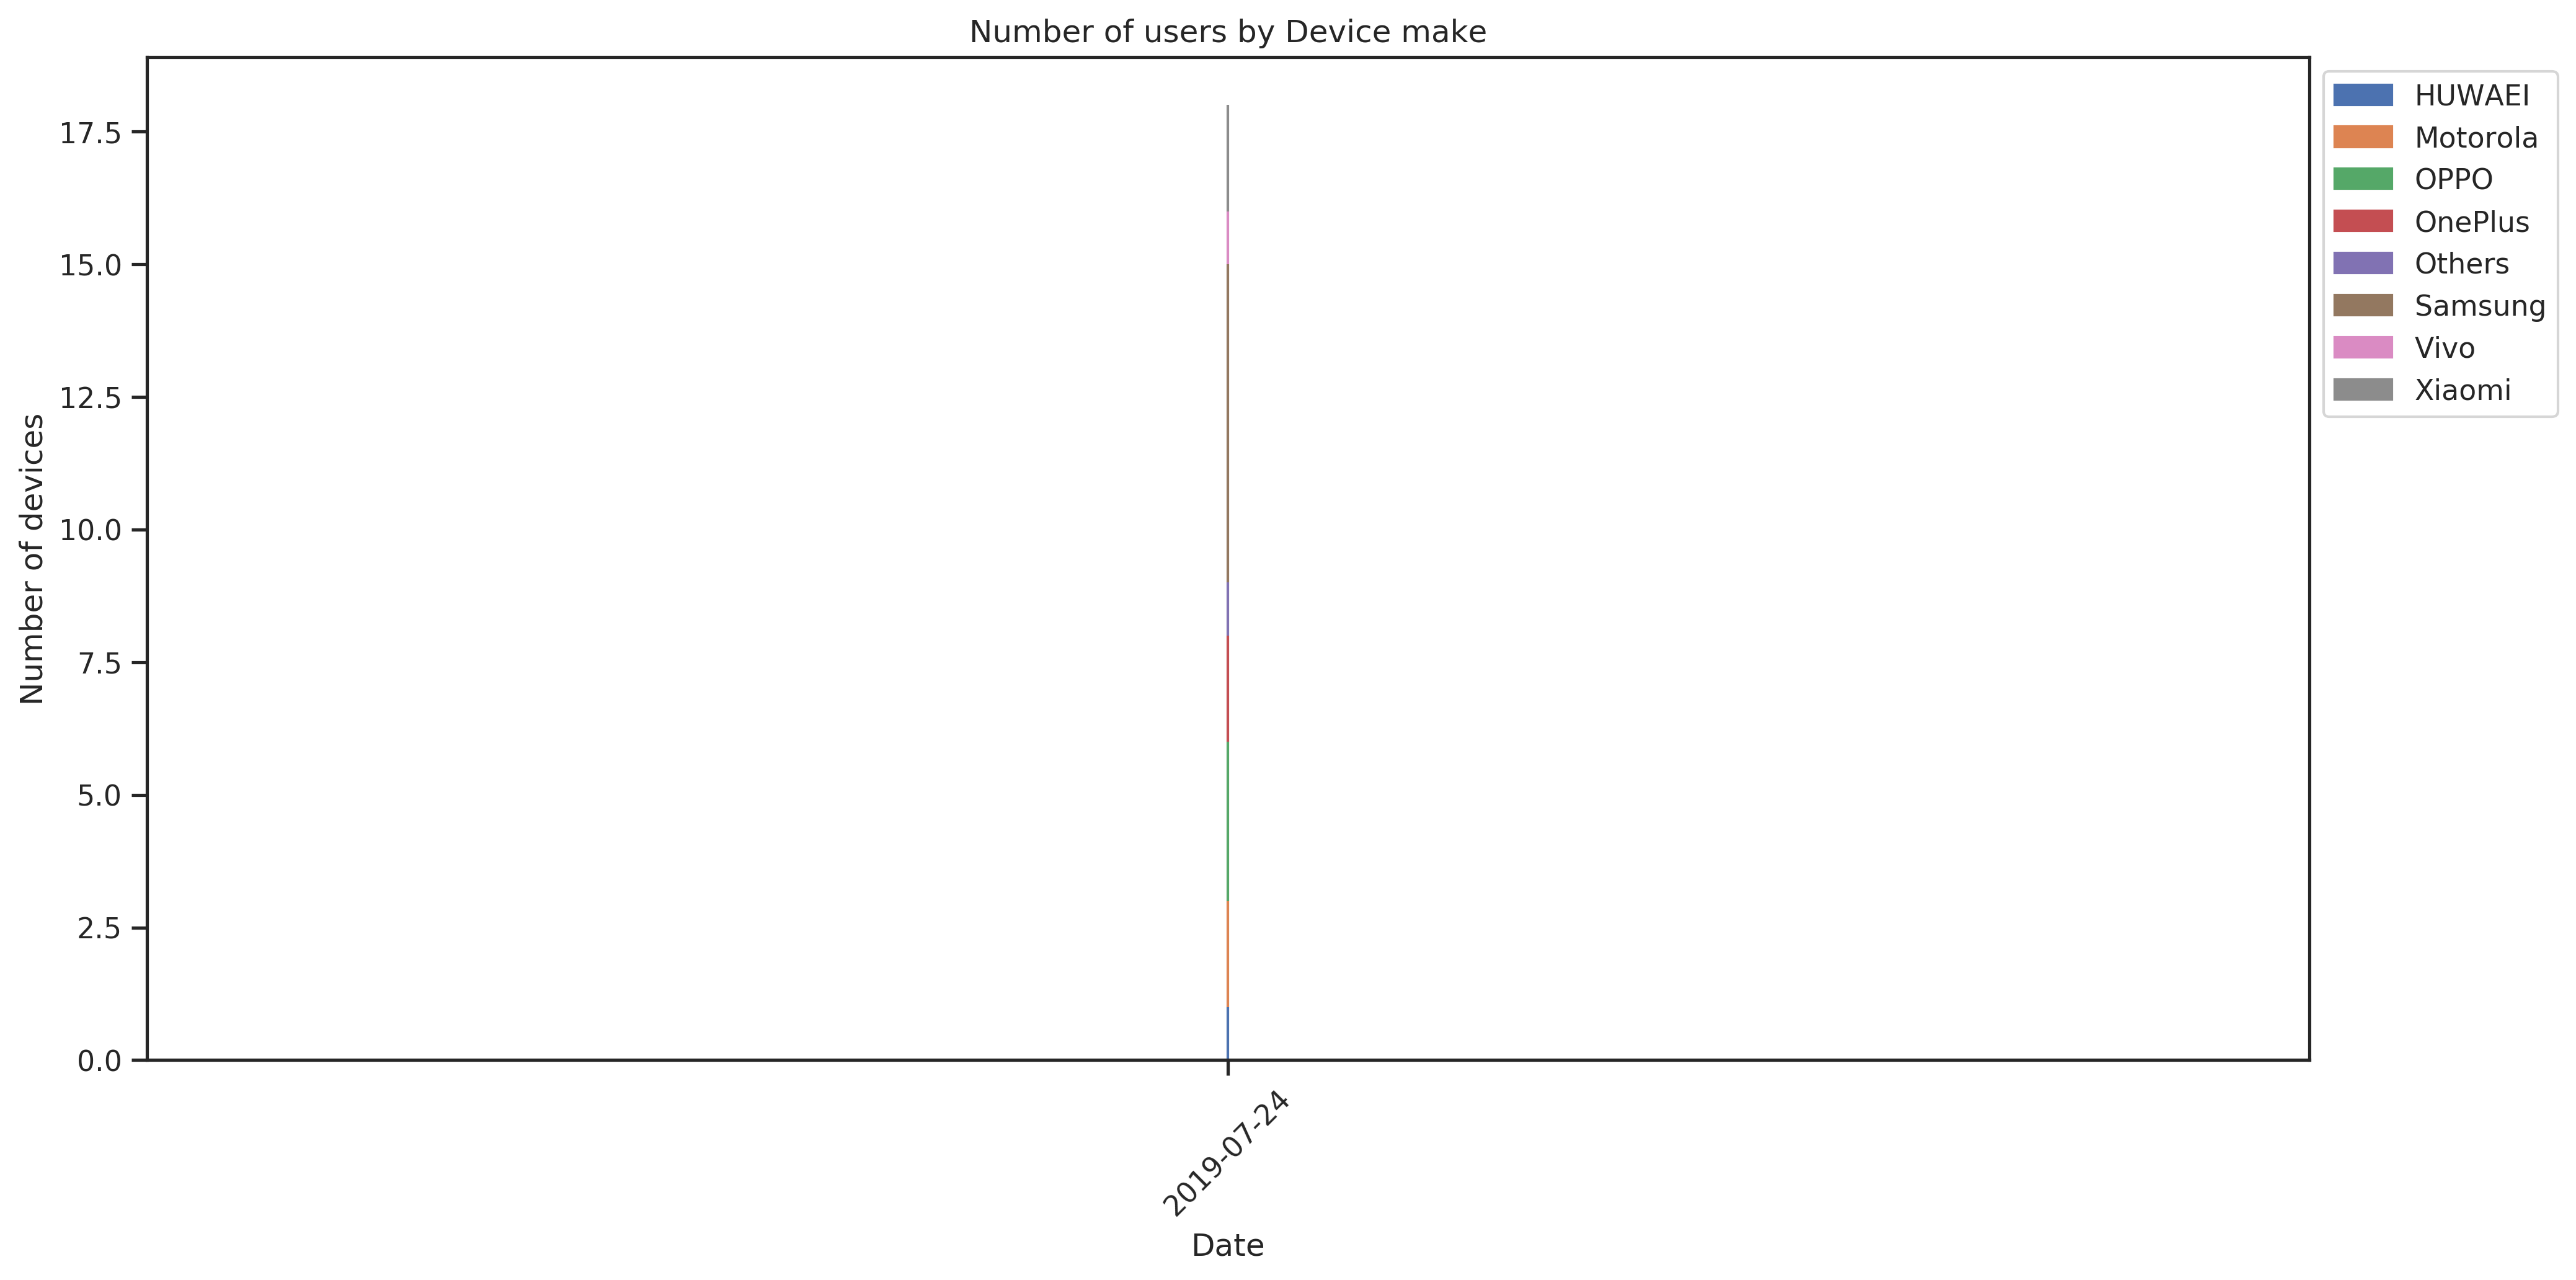 Number of users by Device make
HUWAEI
Motorola
OPPO
OnePlus
Others
Samsung
Vivo
Xiaomi
Number of devices
17.5
15.0
12.5
10.0
7.5
5.0
2.5
0.0
2019-07-24
Date